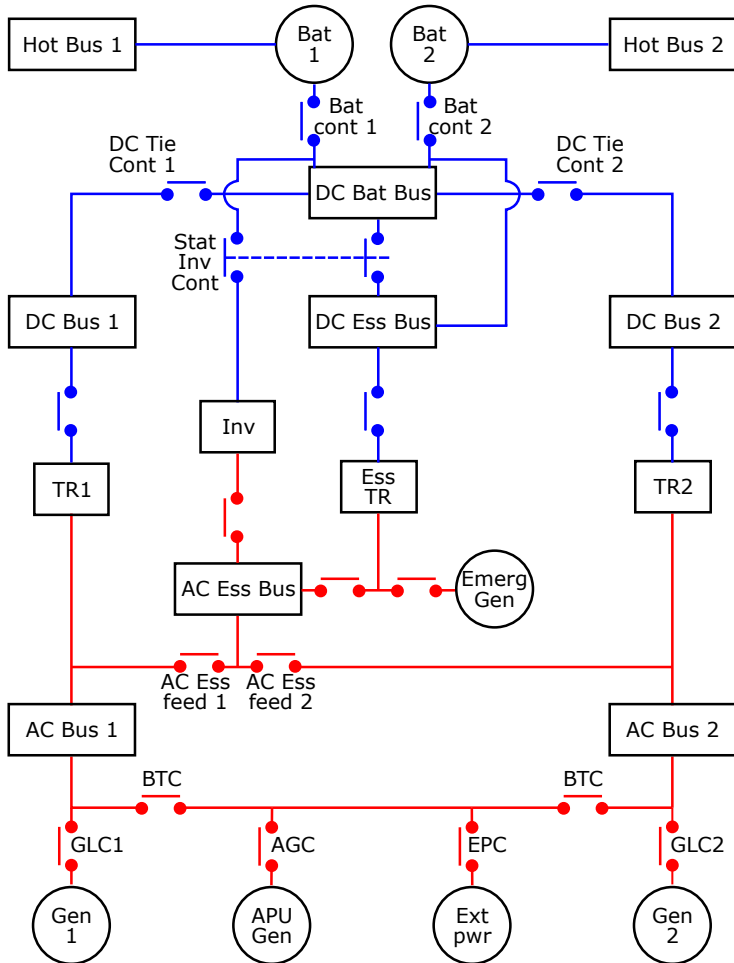 Hot Bus 1
Bat
1
Bat
2
Hot Bus 2
Bat
cont 1
Bat
cont 2
DC Tie
Cont 1
DC Tie
Cont 2
DC Bat Bus
Stat
Inv
Cont
DC Bus 1
DC Ess Bus
DC Bus 2
Inv
TR1
Ess
TR
TR2
AC Ess Bus
Emerg
Gen
AC Ess
feed 1
AC Ess
feed 2
AC Bus 1
AC Bus 2
BTC
BTC
GLC1
AGC
EPC
GLC2
Gen
1
APU
Gen
Ext
pwr
Gen
2